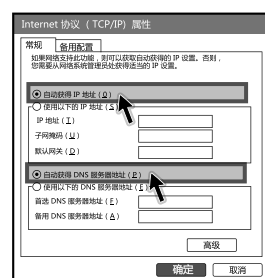 Internet 协议（TCP/IP) 属性
常规 备用配置
如果网络支持此功能，则可以获取自动获得的 IP 设置。否则，
您需要从网络系统管理员处获得适当的 IP 设置。
自动获得 IP 地址 ( O )
使用以下的 IP 地址 ( S )
IP 地址 ( I )
子网掩码 ( U )
默认网关 ( D )
自动获得 DNS 服务器地址 ( B )
使用以下的 DNS 服务器地址 ( E )
首选 DNS 服务器地址 ( F )
备用 DNS 服务器地址 ( A )
高级
确定 取消